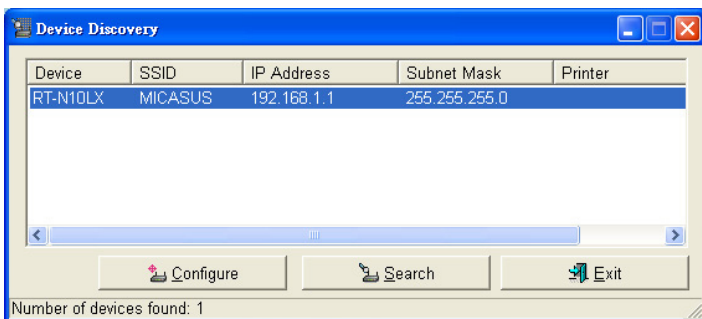 Device Discovery
Device SSID IP Address Subnet Mask Printer
RT-N10LX MICASUS 192.168.1.1 255.255.255.0
Configure Search Exit
Number of devices found: 1